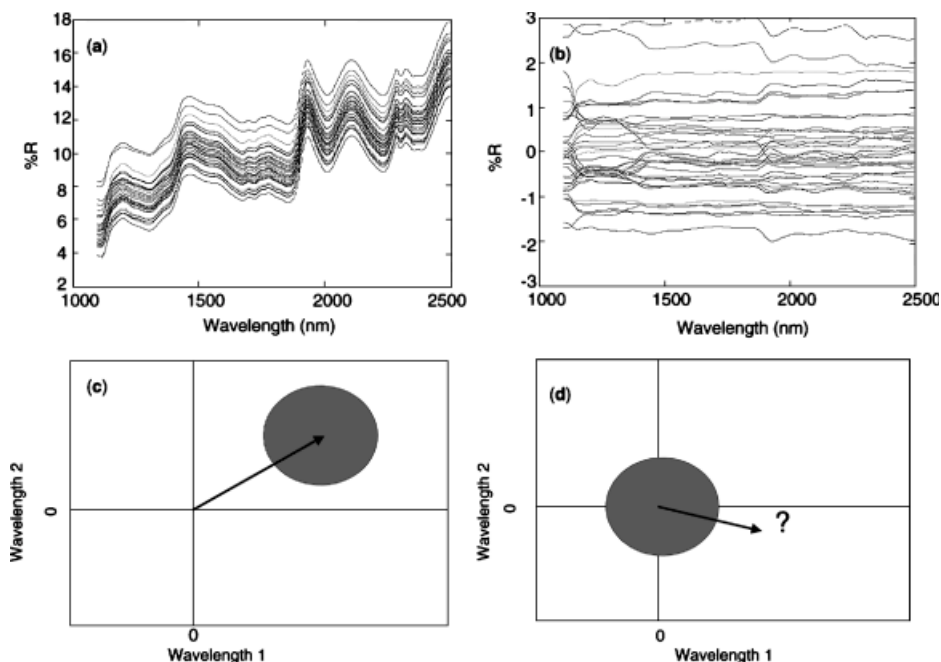 (a)
%R
18
16
14
12
10
8
6
4
2
1000 1500 2000 2500
Wavelength (nm)
(b)
%R
3
2
1
0
-1
-2
-3
1000 1500 2000 2500
Wavelength (nm)
(c)
Wavelength 2
0
0
Wavelength 1
(d)
Wavelength 2
0
?
0
Wavelength 1